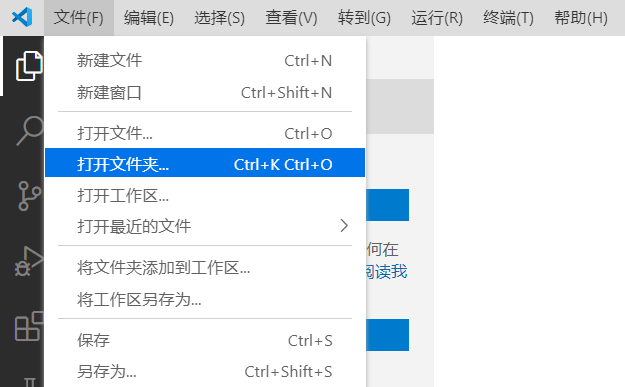 文件(F) 编辑(E) 选择(S) 查看(V) 转到(G) 运行(R) 终端(T) 帮助(H)
新建文件 Ctrl+N
新建窗口 Ctrl+Shift+N
打开文件... Ctrl+O
打开文件夹... Ctrl+K Ctrl+O
打开工作区...
打开最近的文件
何在
阅读我
将文件夹添加到工作区...
将工作区另存为...
保存 Ctrl+S
另存为... Ctrl+Shift+S